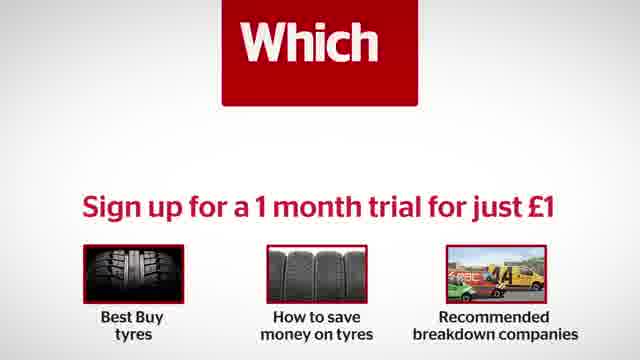 Which
Sign up for a 1 month trial for just £1
Best Buy
tyres
How to save
money on tyres
Recommended
breakdown companies